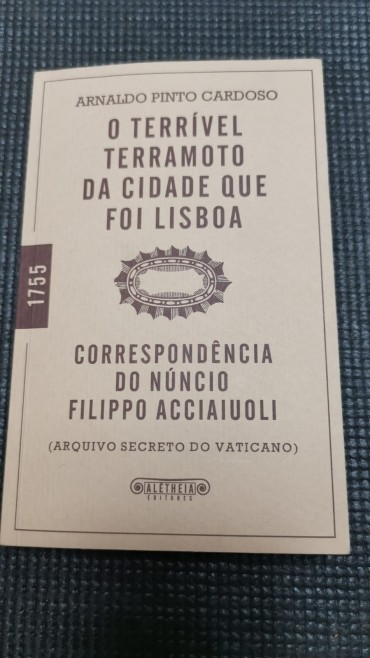 ARNALDO PINTO CARDOSO
O TERRÍVEL
TERRAMOTO
DA CIDADE QUE
FOI LISBOA
1755
CORRESPONDÊNCIA
DO NÚNCIO
FILIPPO ACCIAIUOLI
(ARQUIVO SECRETO DO VATICANO)
ALÊTHEIA
EDITORES